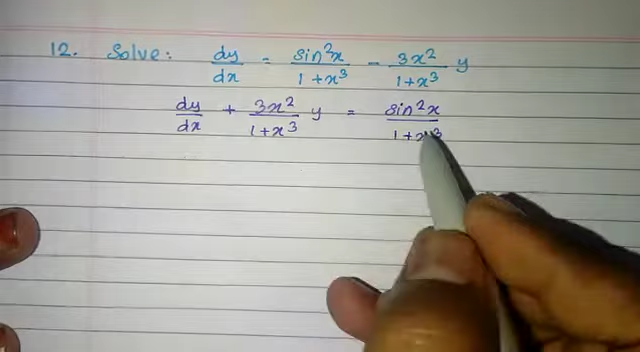 12. Solve: dy/dx = sin²x/1+x³ - 3x²/1+x³ y
dy/dx + 3x²/1+x³ y = sin²x/1+x³